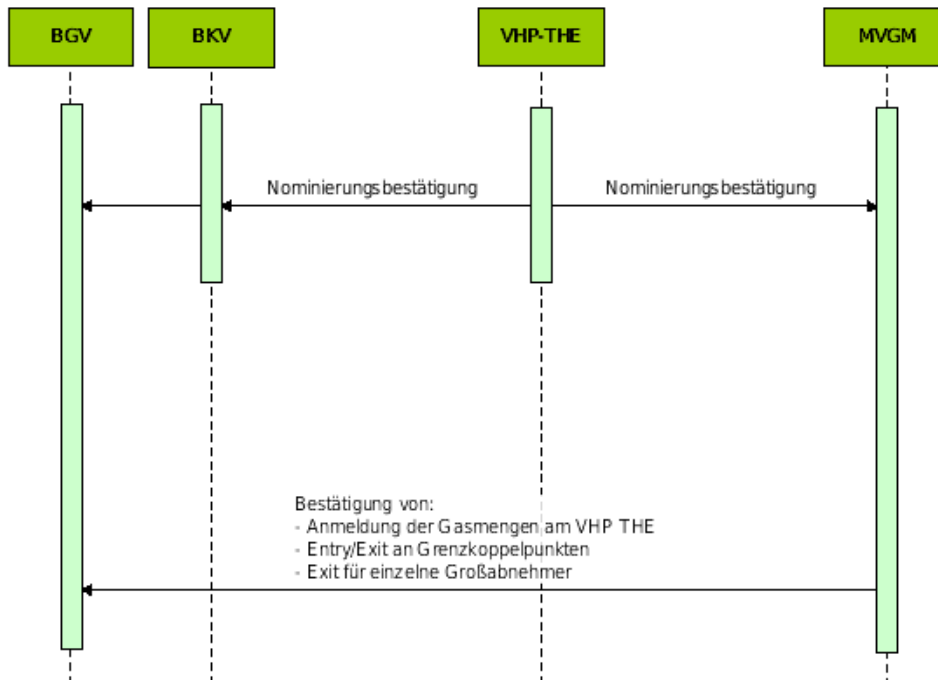 BGV
BKV
VHP-THE
MVGM
Nominierungsbestätigung
Nominierungsbestätigung
Bestätigung von:
- Anmeldung der Gasmengen am VHP THE
- Entry/Exit an Grenzkoppelpunkten
- Exit für einzelne Großabnehmer